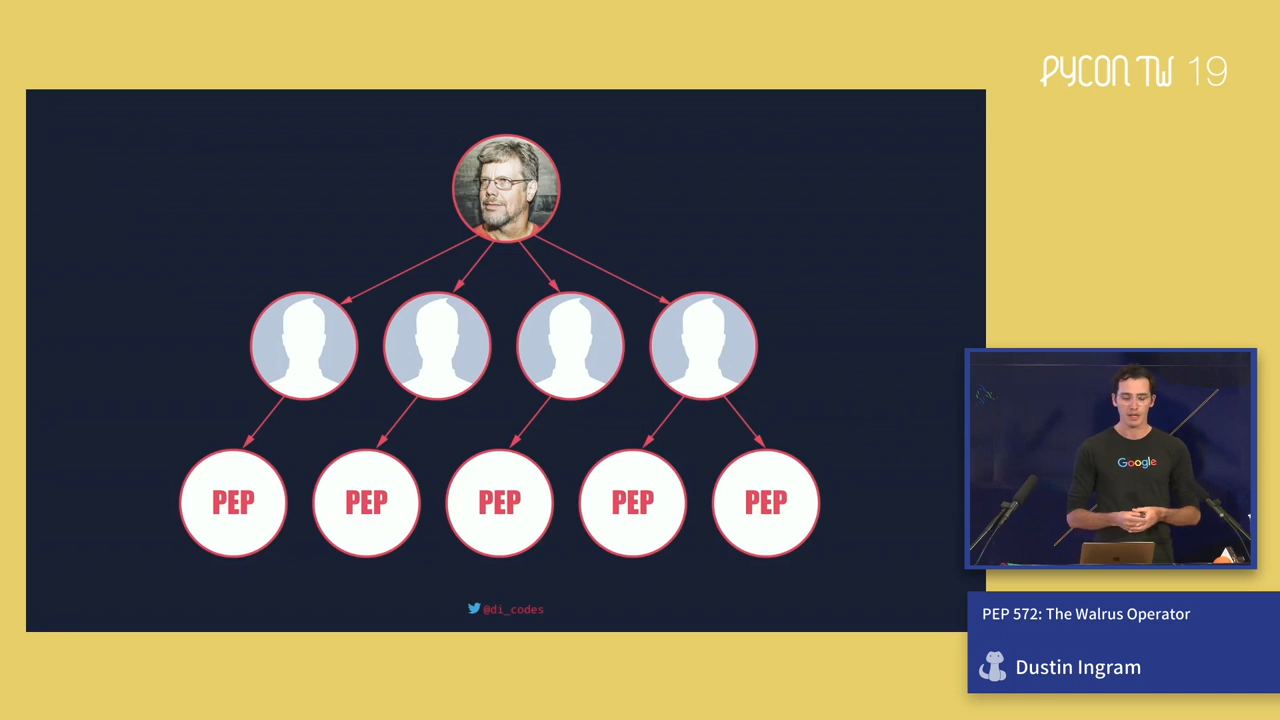 PYCON TW 19
PEP PEP PEP PEP PEP
@di_codes
Google
PEP 572: The Walrus Operator
Dustin Ingram